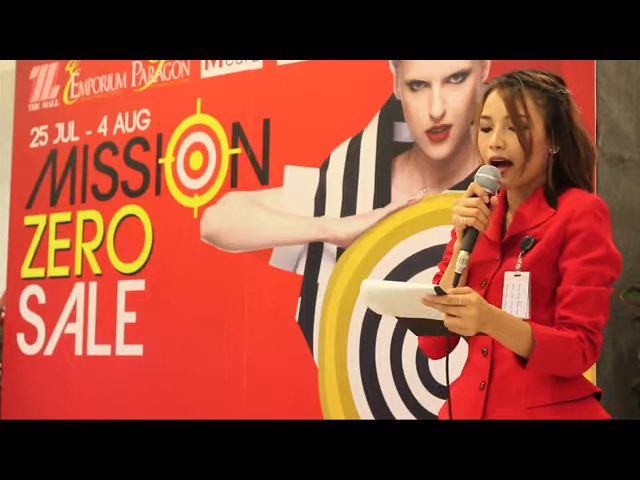 THE MALL EMPORIUM PARAGON M
25 JUL - 4 AUG
MISSION
ZERO
SALE